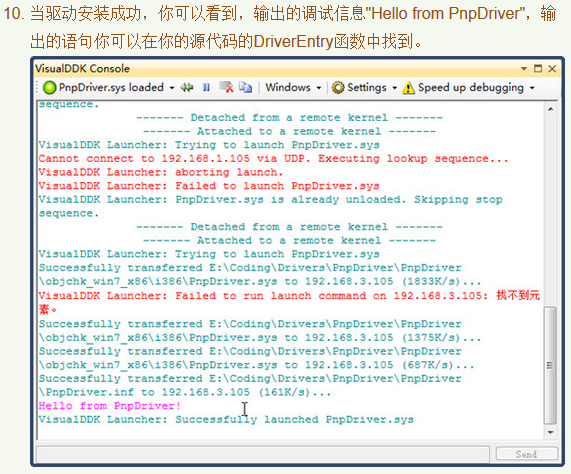 10. 当驱动安装成功，你可以看到，输出的调试信息"Hello from PnpDriver"，输
出的语句你可以在你的源代码的DriverEntry函数中找到。
VisualDDK Console
PnpDriver.sys loaded Windows Settings Speed up debugging
sequence.
------- Detached from a remote kernel -------
------- Attached to a remote kernel -------
VisualDDK Launcher: Trying to launch PnpDriver.sys
Cannot connect to 192.168.1.105 via UDP. Executing lookup sequence...
VisualDDK Launcher: aborting launch.
VisualDDK Launcher: Failed to launch PnpDriver.sys
VisualDDK Launcher: PnpDriver.sys is already unloaded. Skipping stop
sequence.
------- Detached from a remote kernel -------
------- Attached to a remote kernel -------
VisualDDK Launcher: Trying to launch PnpDriver.sys
Successfully transferred E:\Coding\Drivers\PnpDriver\PnpDriver
\objchk_win7_x86\i386\PnpDriver.sys to 192.168.3.105 (1833K/s)...
VisualDDK Launcher: Failed to run launch command on 192.168.3.105: 找不到元
素。
Successfully transferred E:\Coding\Drivers\PnpDriver\PnpDriver
\objchk_win7_x86\i386\PnpDriver.sys to 192.168.3.105 (1375K/s)...
Successfully transferred E:\Coding\Drivers\PnpDriver\PnpDriver
\objchk_win7_x86\i386\PnpDriver.sys to 192.168.3.105 (687K/s)...
Successfully transferred E:\Coding\Drivers\PnpDriver\PnpDriver
\PnpDriver.inf to 192.168.3.105 (161K/s)...
Hello from PnpDriver!
VisualDDK Launcher: Successfully launched PnpDriver.sys
Send